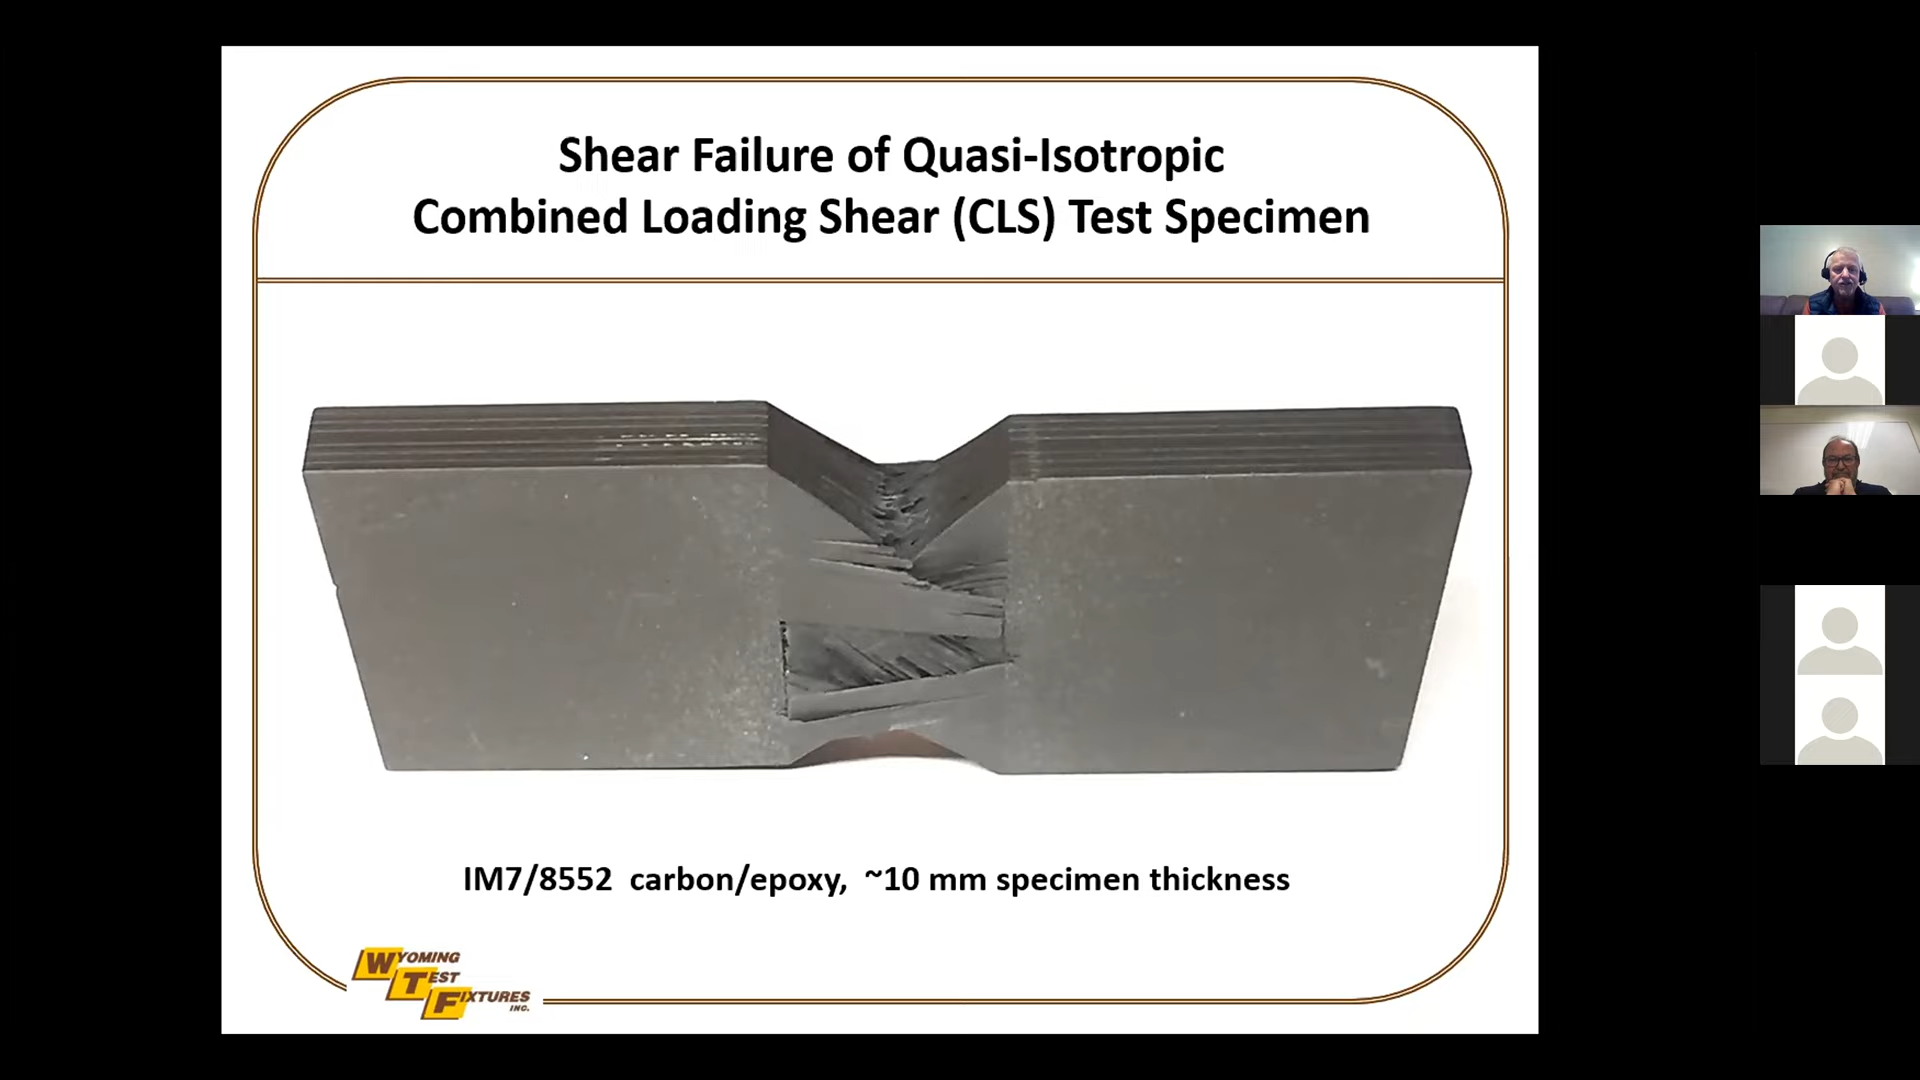 Shear Failure of Quasi-Isotropic
Combined Loading Shear (CLS) Test Specimen
IM7/8552 carbon/epoxy, ~10 mm specimen thickness
WYOMING
TEST
FIXTURES
INC.